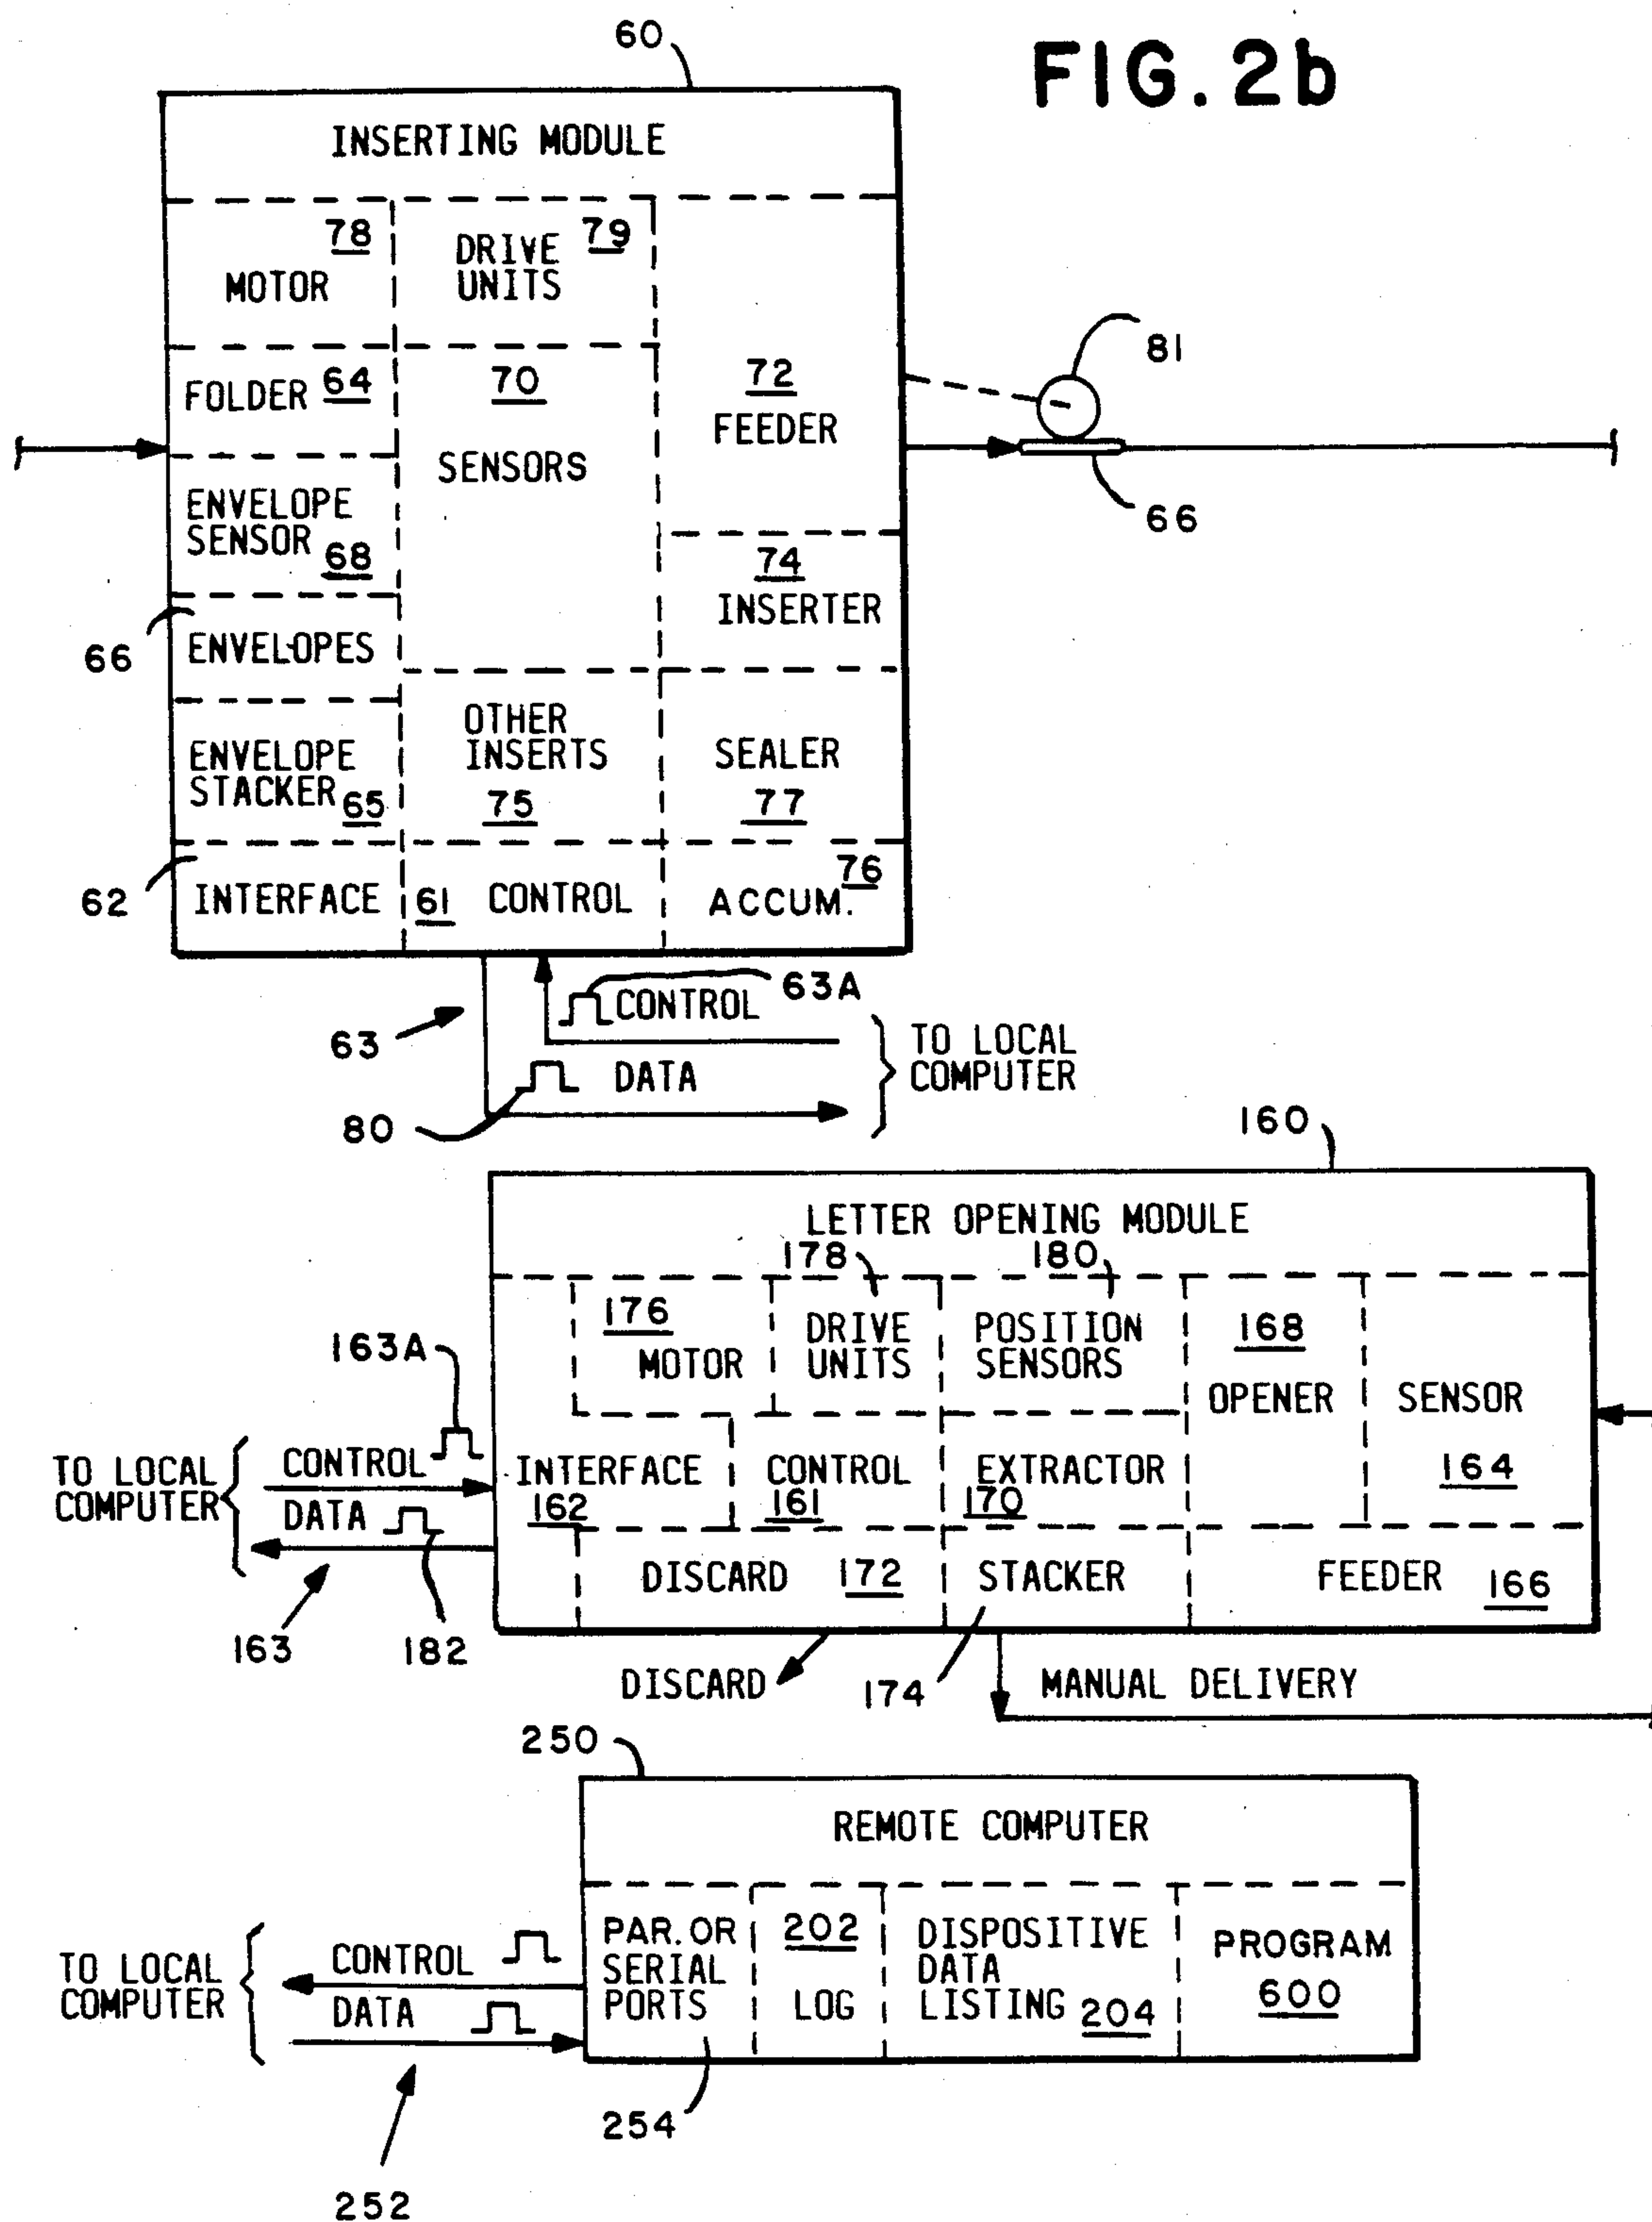 60
FIG. 2b
INSERTING MODULE
78
MOTOR
DRIVE 79
UNITS
FOLDER 64
70
SENSORS
72
FEEDER
81
66
ENVELOPE
SENSOR 68
74
INSERTER
66
ENVELOPES
ENVELOPE
STACKER 65
OTHER
INSERTS
75
SEALER
77
62
INTERFACE
61 CONTROL
76
ACCUM.
63A
CONTROL
63
DATA
80
TO LOCAL
COMPUTER
160
LETTER OPENING MODULE
178
180
176
MOTOR
DRIVE
UNITS
POSITION
SENSORS
168
OPENER
SENSOR
164
163A
TO LOCAL
COMPUTER
CONTROL
DATA
163
182
INTERFACE
162
CONTROL
161
EXTRACTOR
170
DISCARD 172
STACKER
FEEDER 166
DISCARD
174
MANUAL DELIVERY
250
REMOTE COMPUTER
TO LOCAL
COMPUTER
CONTROL
DATA
PAR. OR
SERIAL
PORTS
202
LOG
DISPOSITIVE
DATA
LISTING 204
PROGRAM
600
254
252